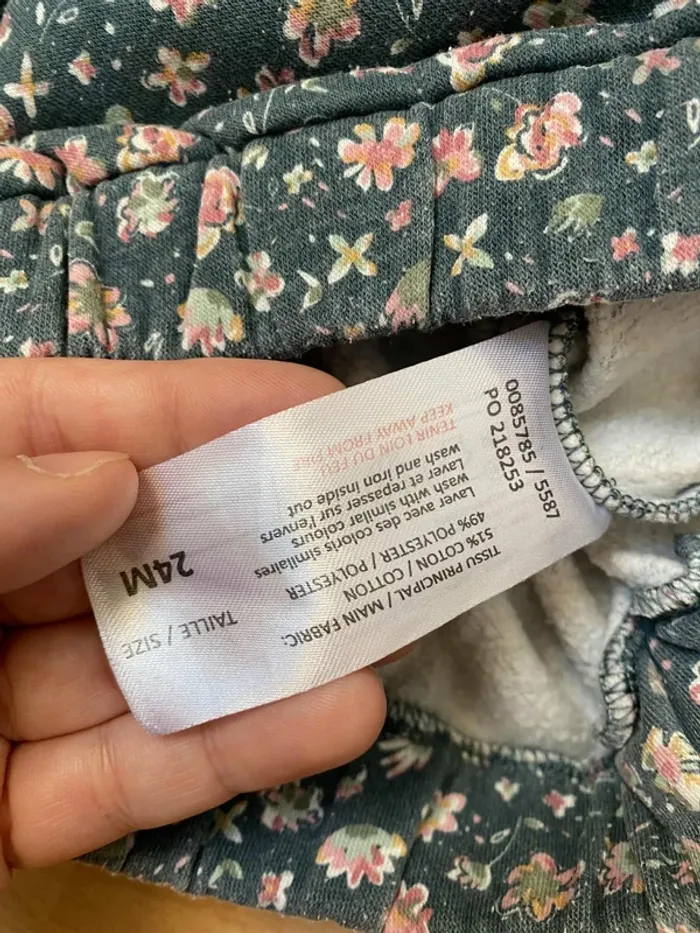 TAILLE / SIZE
24M
TISSU PRINCIPAL / MAIN FABRIC:
51% COTON / COTTON
49% POLYESTER / POLYESTER
Laver avec des coloris similaires
wash with similar colours
Laver et repasser sur l'envers
wash and iron inside out
TENIR LOIN DU FEU
KEEP AWAY FROM FIRE
0085785 / 5587
PO 218253